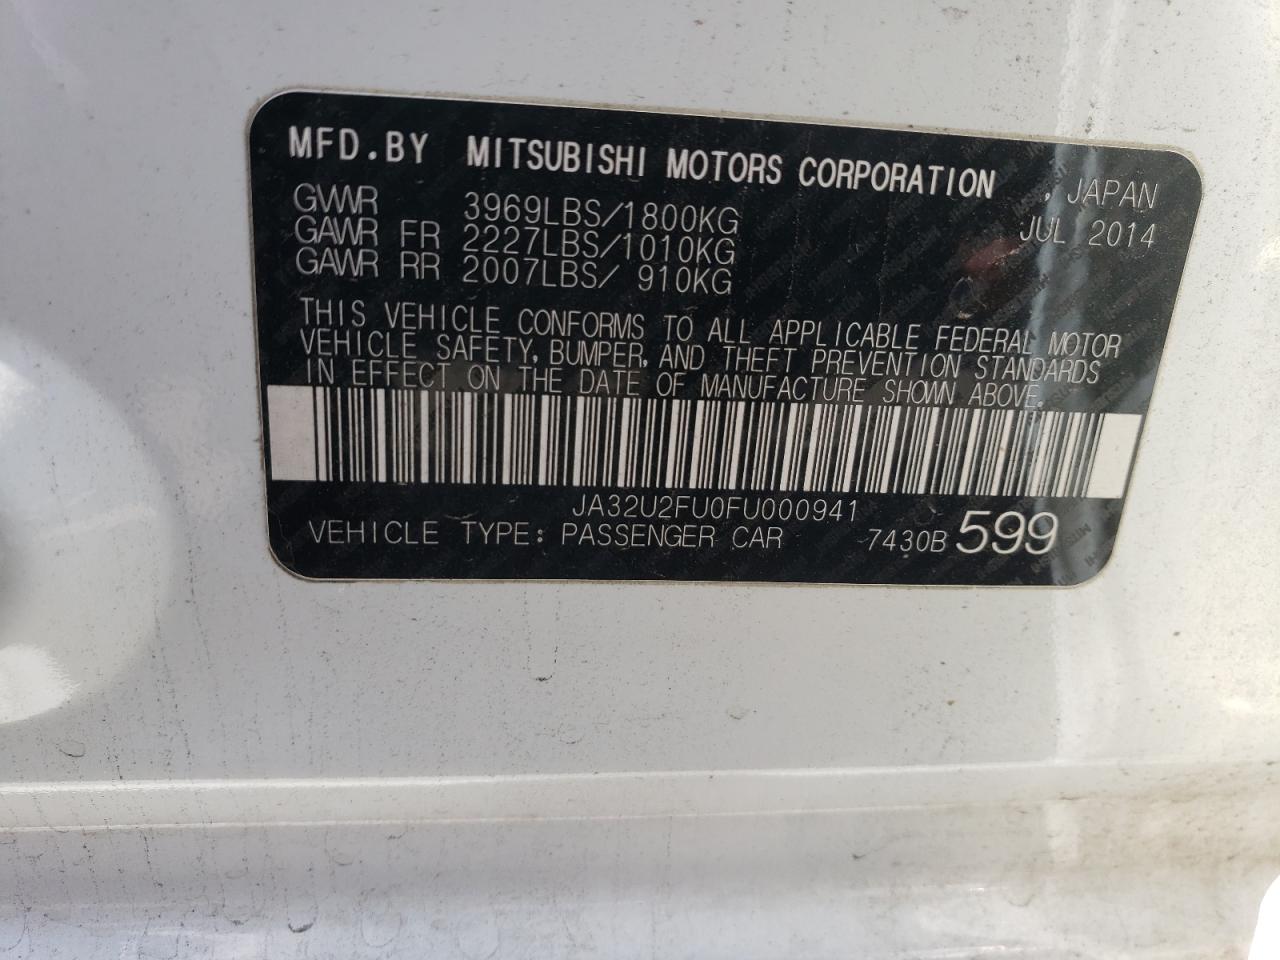 MFD.BY MITSUBISHI MOTORS CORPORATION , JAPAN
GVWR 3969LBS/1800KG JUL 2014
GAWR FR 2227LBS/1010KG
GAWR RR 2007LBS/ 910KG
THIS VEHICLE CONFORMS TO ALL APPLICABLE FEDERAL MOTOR
VEHICLE SAFETY, BUMPER, AND THEFT PREVENTION STANDARDS
IN EFFECT ON THE DATE OF MANUFACTURE SHOWN ABOVE.
JA32U2FU0FU000941
VEHICLE TYPE: PASSENGER CAR 7430B 599